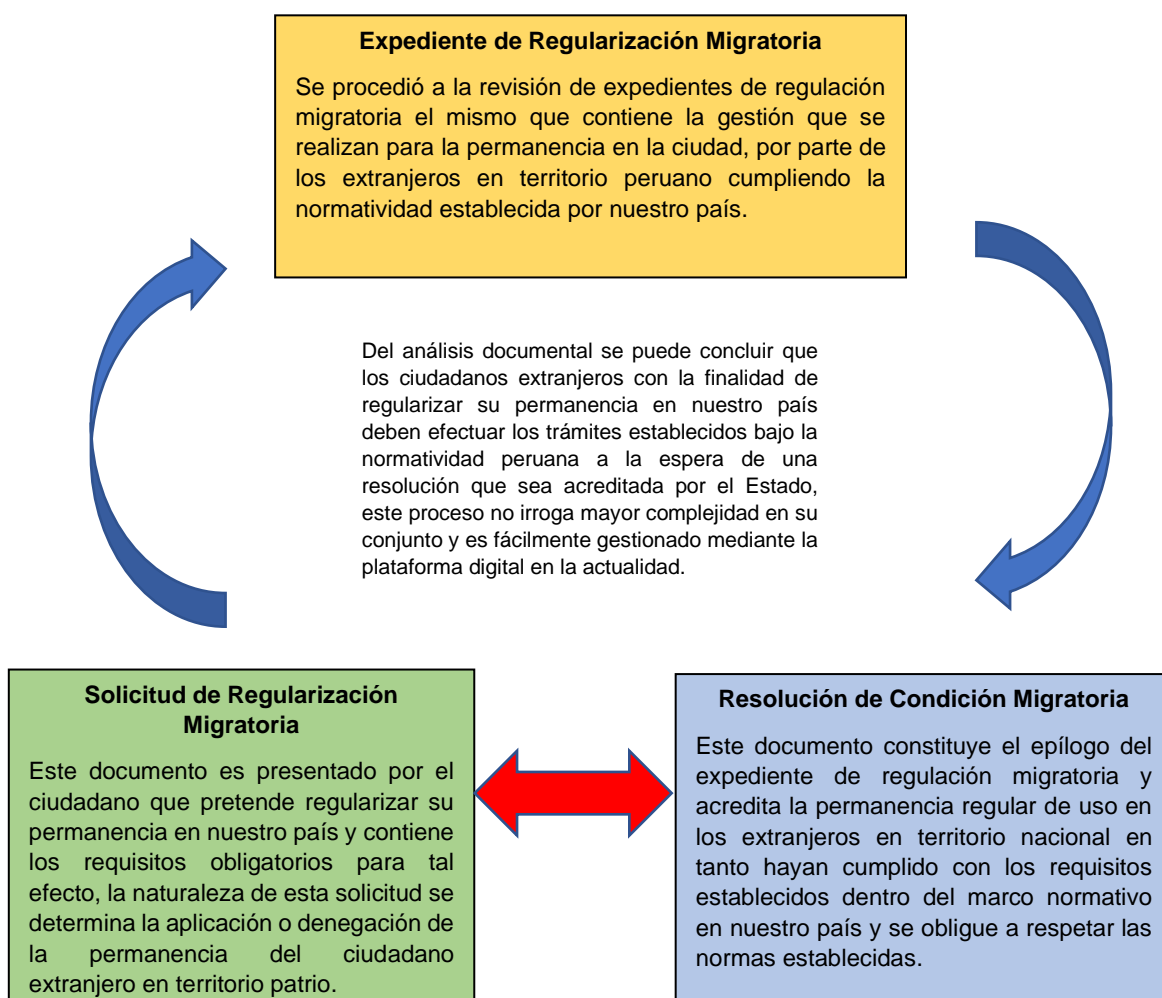 Expediente de Regularización Migratoria
Se procedió a la revisión de expedientes de regulación
migratoria el mismo que contiene la gestión que se
realizan para la permanencia en la ciudad, por parte de
los extranjeros en territorio peruano cumpliendo la
normatividad establecida por nuestro país.
Del análisis documental se puede concluir que
los ciudadanos extranjeros con la finalidad de
regularizar su permanencia en nuestro país
deben efectuar los trámites establecidos bajo la
normatividad peruana a la espera de una
resolución que sea acreditada por el Estado,
este proceso no irroga mayor complejidad en su
conjunto y es fácilmente gestionado mediante la
plataforma digital en la actualidad.
Solicitud de Regularización
Migratoria
Este documento es presentado por el
ciudadano que pretende regularizar su
permanencia en nuestro país y contiene
los requisitos obligatorios para tal
efecto, la naturaleza de esta solicitud se
determina la aplicación o denegación de
la permanencia del ciudadano
extranjero en territorio patrio.
Resolución de Condición Migratoria
Este documento constituye el epílogo del
expediente de regulación migratoria y
acredita la permanencia regular de uso en
los extranjeros en territorio nacional en
tanto hayan cumplido con los requisitos
establecidos dentro del marco normativo
en nuestro país y se obligue a respetar las
normas establecidas.